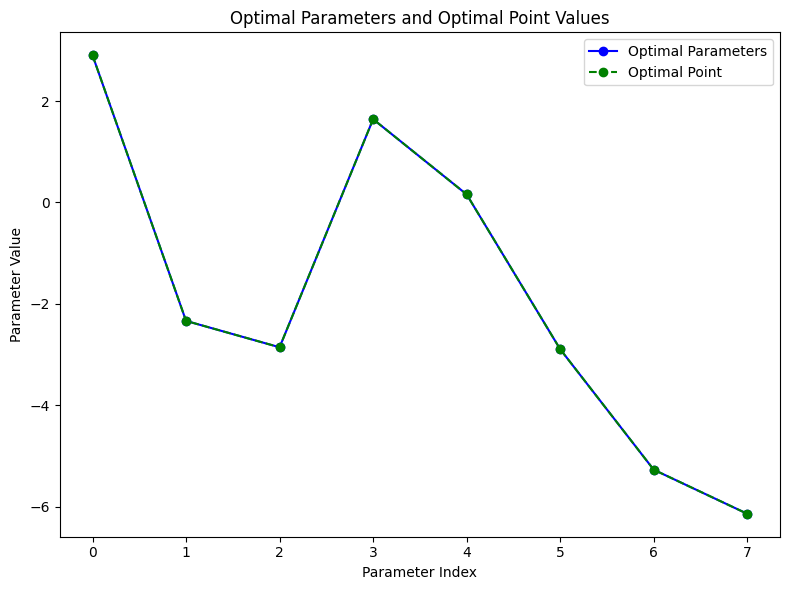 Optimal Parameters and Optimal Point Values
Optimal Parameters
Optimal Point
2
0
−2
−4
−6
Parameter Value
0 1 2 3 4 5 6 7
Parameter Index